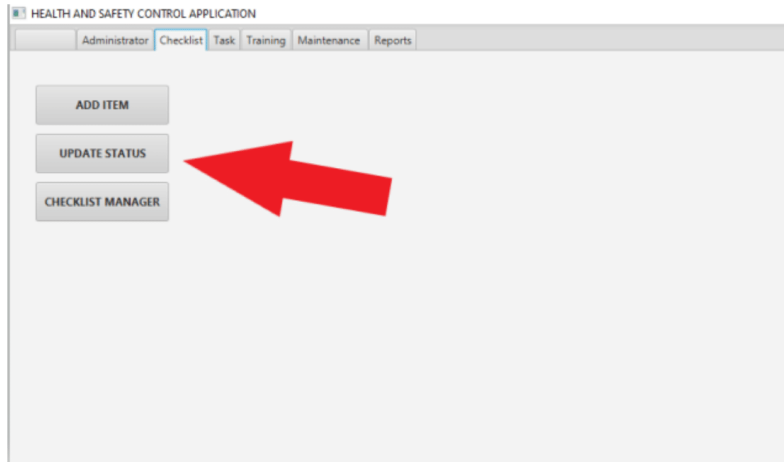 HEALTH AND SAFETY CONTROL APPLICATION
Administrator Checklist Task Training Maintenance Reports
ADD ITEM
UPDATE STATUS
CHECKLIST MANAGER